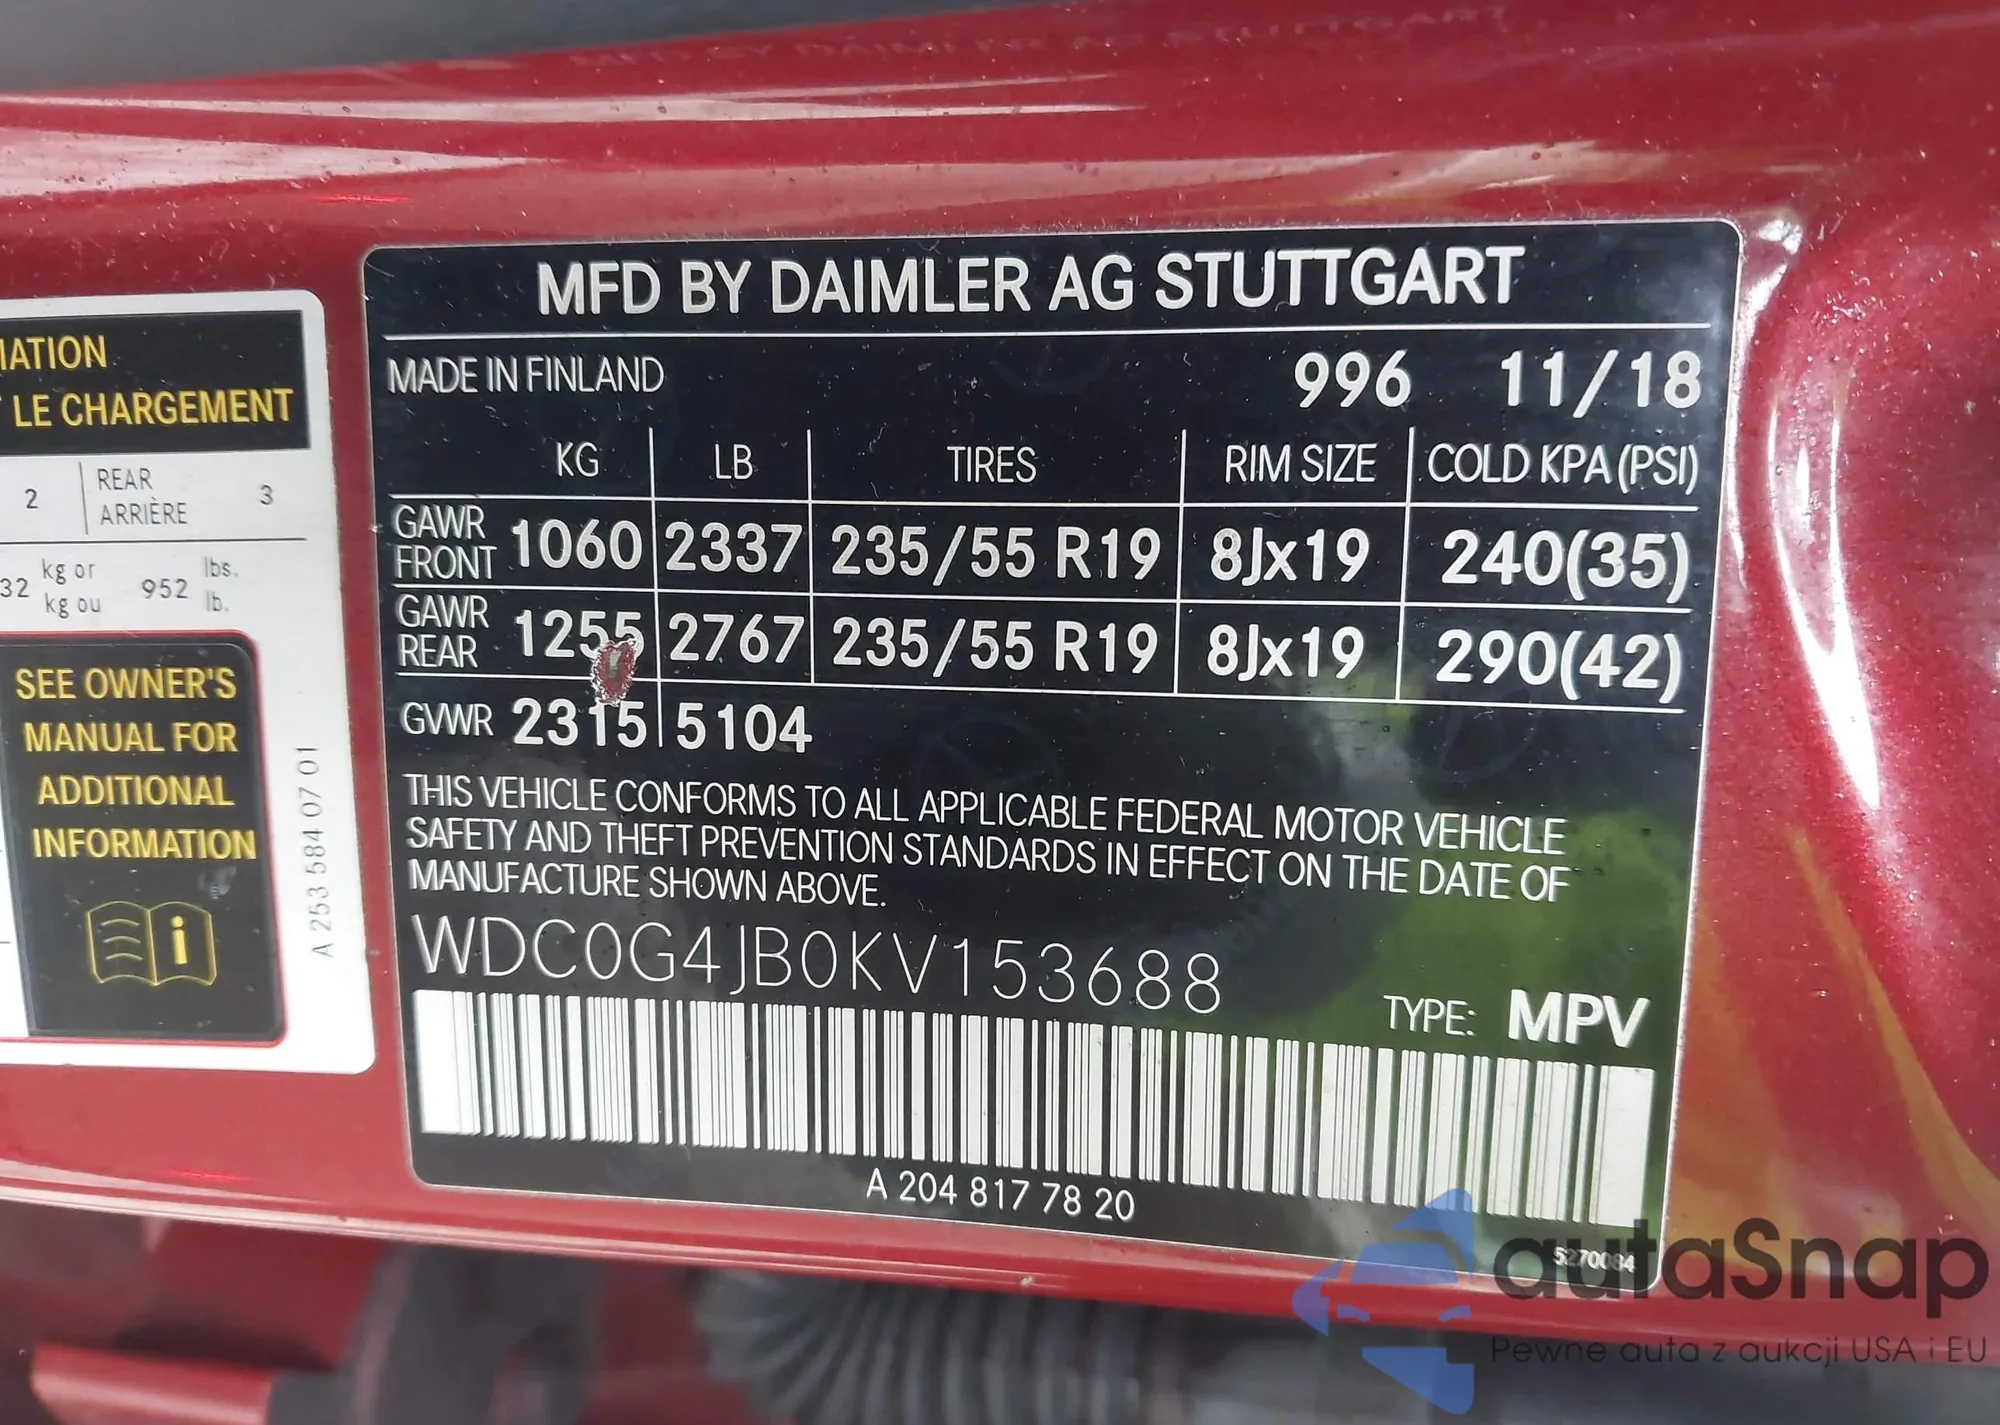 MFD BY DAIMLER AG STUTTGART
MADE IN FINLAND 996 11/18
KG LB TIRES RIM SIZE COLD KPA (PSI)
GAWR FRONT 1060 2337 235/55 R19 8Jx19 240(35)
GAWR REAR 1255 2767 235/55 R19 8Jx19 290(42)
GVWR 2315 5104
THIS VEHICLE CONFORMS TO ALL APPLICABLE FEDERAL MOTOR VEHICLE
SAFETY AND THEFT PREVENTION STANDARDS IN EFFECT ON THE DATE OF
MANUFACTURE SHOWN ABOVE.
WDC0G4JB0KV153688
TYPE: MPV
A 204 817 78 20
5270084
LE CHARGEMENT
2 REAR ARRIÈRE 3
kg or 952 lbs.
kg ou lb.
SEE OWNER'S
MANUAL FOR
ADDITIONAL
INFORMATION
A 253 584 07 01
autaSnap
Pewne auta z aukcji USA i EU